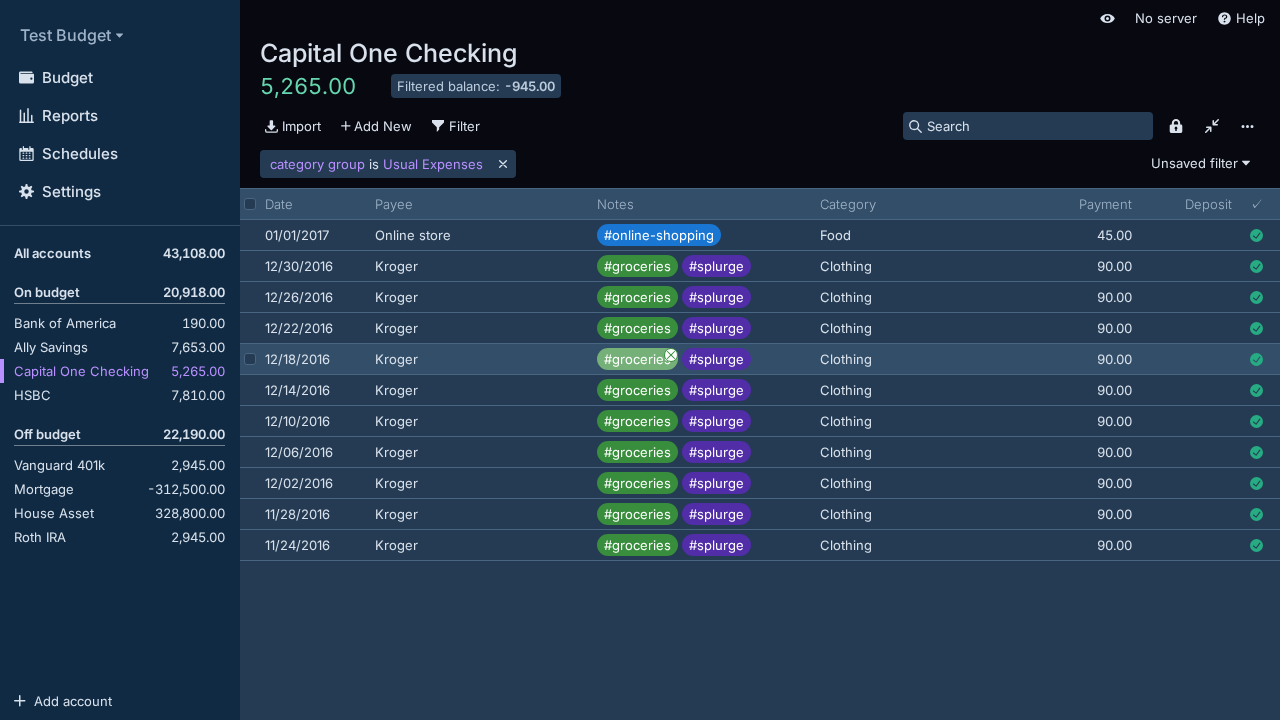 Test Budget
Budget
Reports
Schedules
Settings
All accounts 43,108.00
On budget 20,918.00
Bank of America 190.00
Ally Savings 7,653.00
Capital One Checking 5,265.00
HSBC 7,810.00
Off budget 22,190.00
Vanguard 401k 2,945.00
Mortgage -312,500.00
House Asset 328,800.00
Roth IRA 2,945.00
Add account
No server Help
Capital One Checking
5,265.00 Filtered balance: -945.00
Import Add New Filter Search
category group is Usual Expenses Unsaved filter
Date Payee Notes Category Payment Deposit ✓
01/01/2017 Online store #online-shopping Food 45.00
12/30/2016 Kroger #groceries #splurge Clothing 90.00
12/26/2016 Kroger #groceries #splurge Clothing 90.00
12/22/2016 Kroger #groceries #splurge Clothing 90.00
12/18/2016 Kroger #groceries #splurge Clothing 90.00
12/14/2016 Kroger #groceries #splurge Clothing 90.00
12/10/2016 Kroger #groceries #splurge Clothing 90.00
12/06/2016 Kroger #groceries #splurge Clothing 90.00
12/02/2016 Kroger #groceries #splurge Clothing 90.00
11/28/2016 Kroger #groceries #splurge Clothing 90.00
11/24/2016 Kroger #groceries #splurge Clothing 90.00